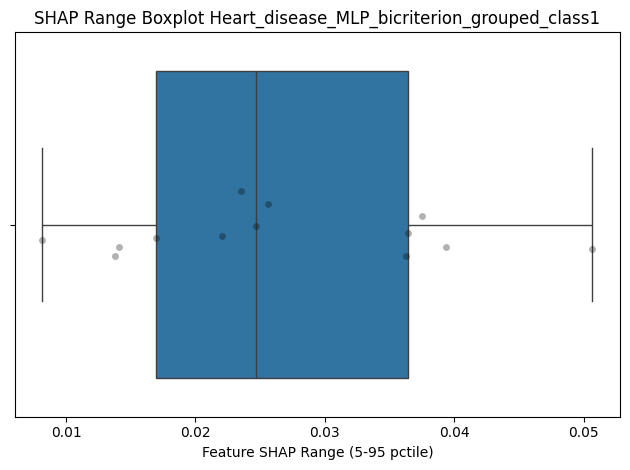 SHAP Range Boxplot Heart_disease_MLP_bicriterion_grouped_class1
0.01 0.02 0.03 0.04 0.05
Feature SHAP Range (5-95 pctile)